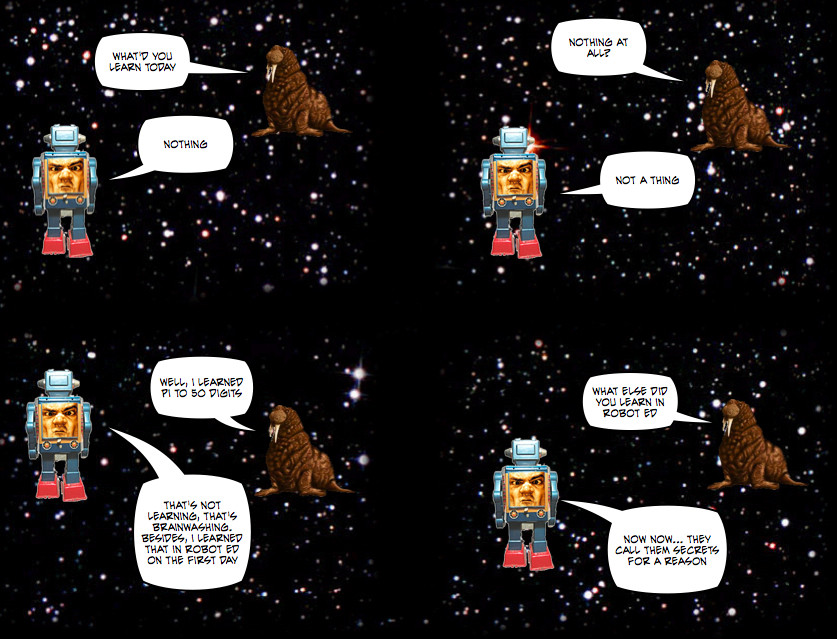 WHAT'D YOU
LEARN TODAY
NOTHING
NOTHING AT
ALL?
NOT A THING
WELL, I LEARNED
PI TO 50 DIGITS
THAT'S NOT
LEARNING, THAT'S
BRAINWASHING.
BESIDES, I LEARNED
THAT IN ROBOT ED
ON THE FIRST DAY
WHAT ELSE DID
YOU LEARN IN
ROBOT ED
NOW NOW... THEY
CALL THEM SECRETS
FOR A REASON